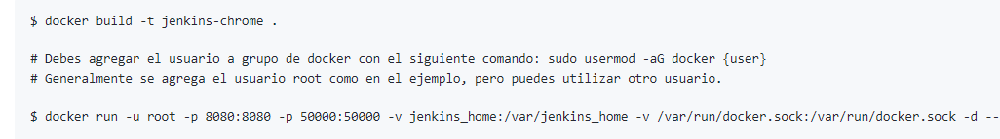 $ docker build -t jenkins-chrome .
# Debes agregar el usuario a grupo de docker con el siguiente comando: sudo usermod -aG docker {user}
# Generalmente se agrega el usuario root como en el ejemplo, pero puedes utilizar otro usuario.
$ docker run -u root -p 8080:8080 -p 50000:50000 -v jenkins_home:/var/jenkins_home -v /var/run/docker.sock:/var/run/docker.sock -d --